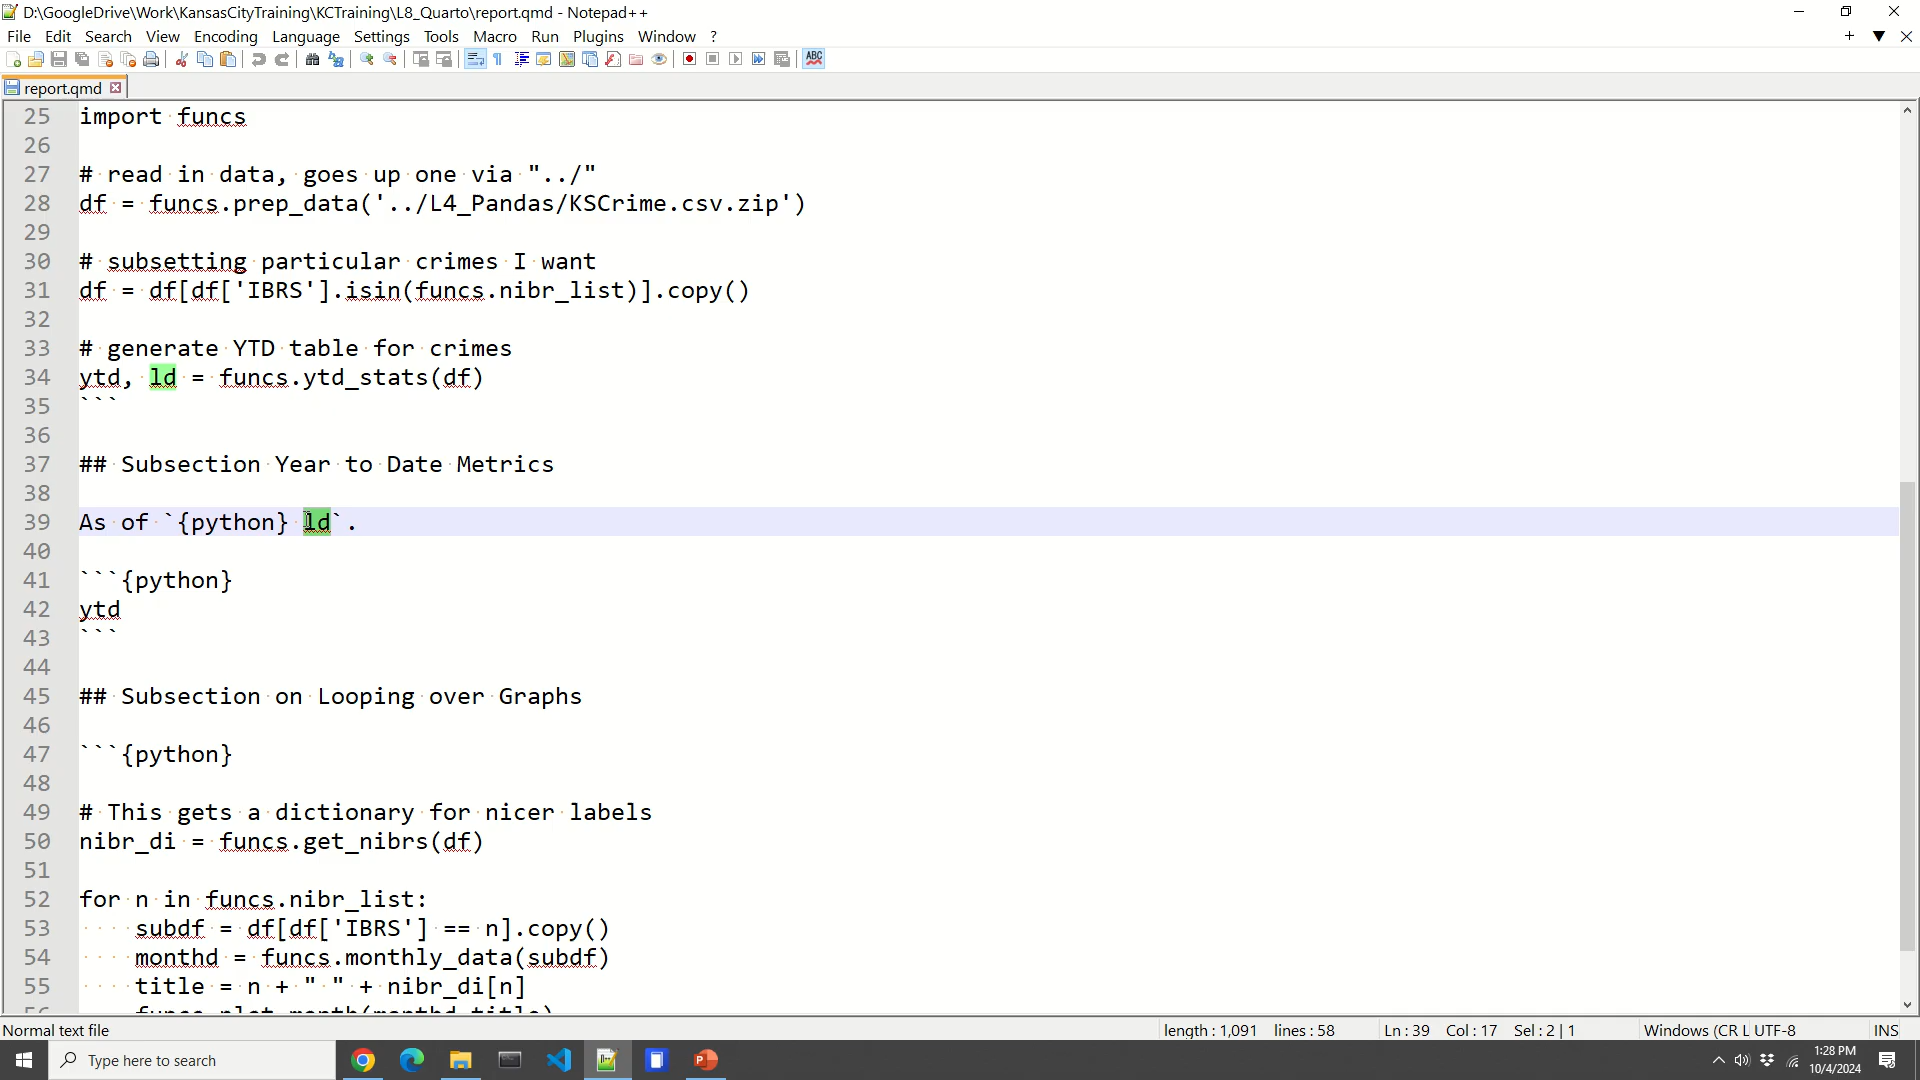 D:\GoogleDrive\Work\KansasCityTraining\KCTraining\L8_Quarto\report.qmd - Notepad++
File Edit Search View Encoding Language Settings Tools Macro Run Plugins Window ?
ABC
report.qmd
25 import funcs
26
27 # read in data, goes up one via "../"
28 df = funcs.prep_data('../L4_Pandas/KSCrime.csv.zip')
29
30 # subsetting particular crimes I want
31 df = df[df['IBRS'].isin(funcs.nibr_list)].copy()
32
33 # generate YTD table for crimes
34 ytd, ld = funcs.ytd_stats(df)
35 ```
36
37 ## Subsection Year to Date Metrics
38
39 As of `{python} ld`.
40
41 ```{python}
42 ytd
43 ```
44
45 ## Subsection on Looping over Graphs
46
47 ```{python}
48
49 # This gets a dictionary for nicer labels
50 nibr_di = funcs.get_nibrs(df)
51
52 for n in funcs.nibr_list:
53 subdf = df[df['IBRS'] == n].copy()
54 monthd = funcs.monthly_data(subdf)
55 title = n + " " + nibr_di[n]
56 funcs.plot_month(monthd,title)
Normal text file length : 1,091 lines : 58 Ln : 39 Col : 17 Sel : 2 | 1 Windows (CR L UTF-8 INS
Type here to search
1:28 PM
10/4/2024